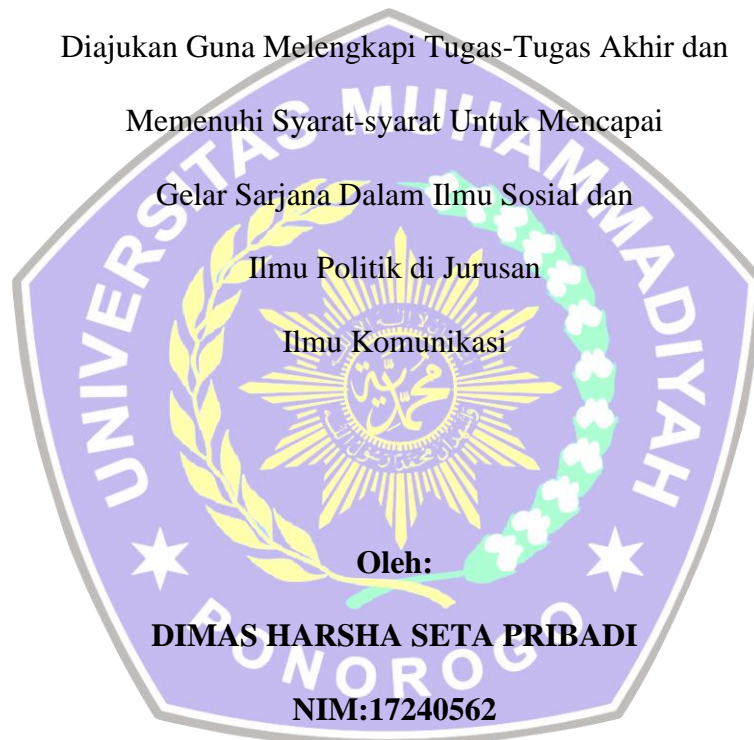 Diajukan Guna Melengkapi Tugas-Tugas Akhir dan
Memenuhi Syarat-syarat Untuk Mencapai
Gelar Sarjana Dalam Ilmu Sosial dan
Ilmu Politik di Jurusan
Ilmu Komunikasi
Oleh:
DIMAS HARSHA SETA PRIBADI
NIM:17240562
UNIVERSITAS MUHAMMADIYAH
PONOROGO
محمدية